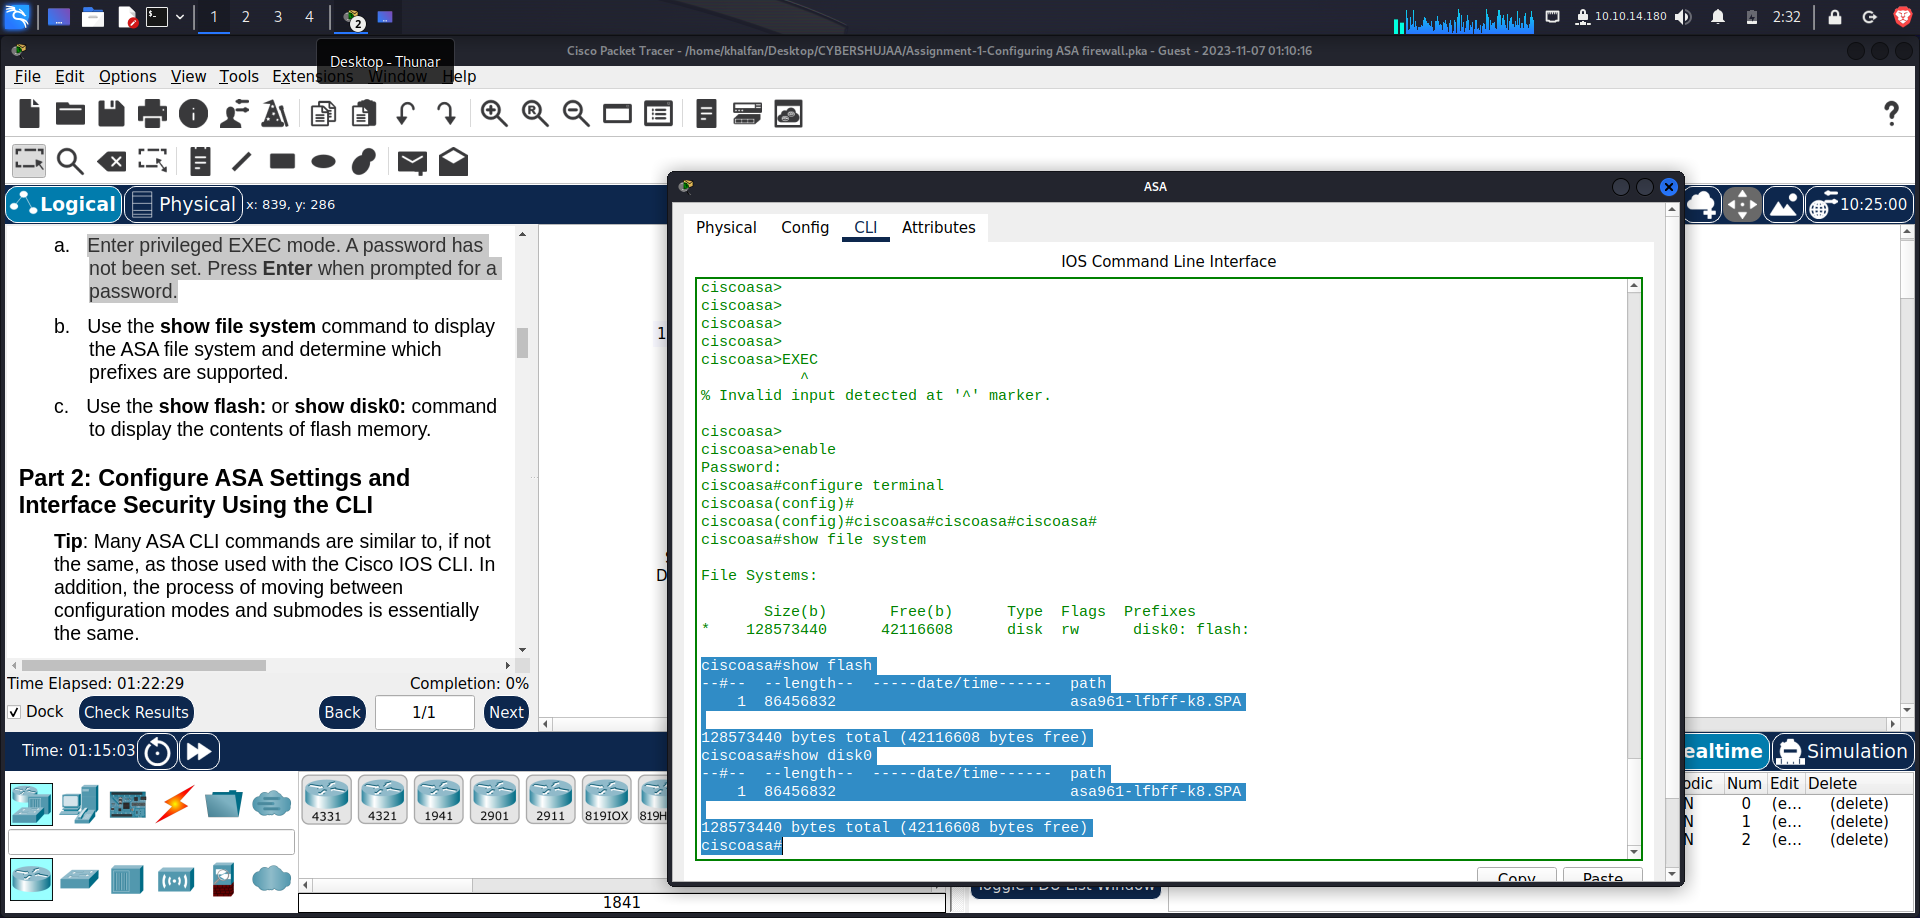 1 2 3 4 2 10.10.14.180 2:32
Cisco Packet Tracer - /home/khalfan/Desktop/CYBERSHUJAA/Assignment-1-Configuring ASA firewall.pka - Guest - 2023-11-07 01:10:16
Desktop - Thunar
File Edit Options View Tools Extensions Window Help
Logical Physical x: 839, y: 286
10:25:00
a. Enter privileged EXEC mode. A password has
not been set. Press Enter when prompted for a
password.
b. Use the show file system command to display
the ASA file system and determine which
prefixes are supported.
c. Use the show flash: or show disk0: command
to display the contents of flash memory.
Part 2: Configure ASA Settings and
Interface Security Using the CLI
Tip: Many ASA CLI commands are similar to, if not
the same, as those used with the Cisco IOS CLI. In
addition, the process of moving between
configuration modes and submodes is essentially
the same.
Time Elapsed: 01:22:29 Completion: 0%
Dock Check Results Back 1/1 Next
Time: 01:15:03
4331 4321 1941 2901 2911 819IOX 819H
1841
1
D
ASA
Physical Config CLI Attributes
IOS Command Line Interface
ciscoasa>
ciscoasa>
ciscoasa>
ciscoasa>
ciscoasa>EXEC
^
% Invalid input detected at '^' marker.
ciscoasa>
ciscoasa>enable
Password:
ciscoasa#configure terminal
ciscoasa(config)#
ciscoasa(config)#ciscoasa#ciscoasa#ciscoasa#
ciscoasa#show file system
File Systems:
Size(b) Free(b) Type Flags Prefixes
* 128573440 42116608 disk rw disk0: flash:
ciscoasa#show flash
--#-- --length-- -----date/time------ path
1 86456832 asa961-lfbff-k8.SPA
128573440 bytes total (42116608 bytes free)
ciscoasa#show disk0
--#-- --length-- -----date/time------ path
1 86456832 asa961-lfbff-k8.SPA
128573440 bytes total (42116608 bytes free)
ciscoasa#
Copy Paste
Toggle PDU List Window
ealtime Simulation
odic Num Edit Delete
N 0 (e... (delete)
N 1 (e... (delete)
N 2 (e... (delete)